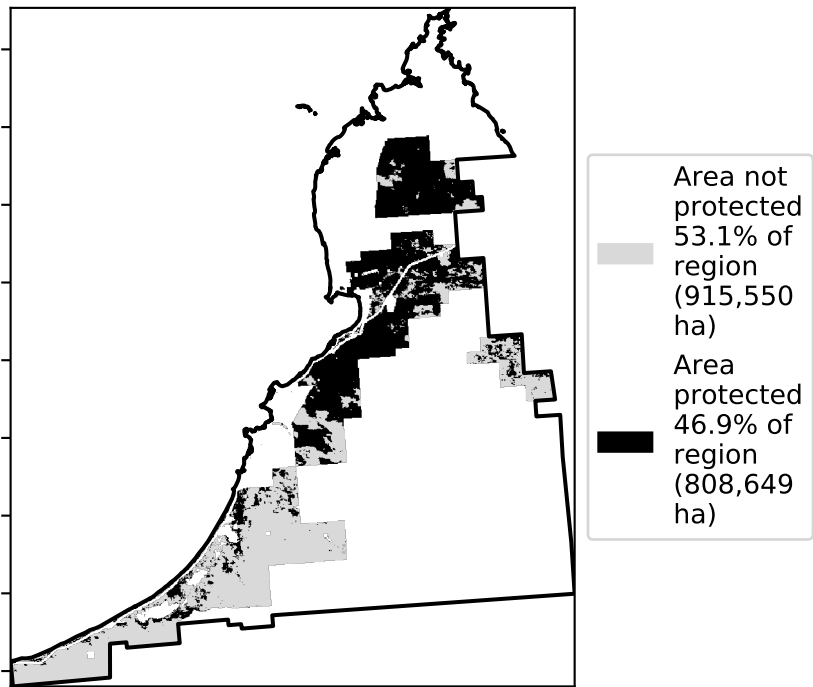 Area not
protected
53.1% of
region
(915,550
ha)
Area
protected
46.9% of
region
(808,649
ha)